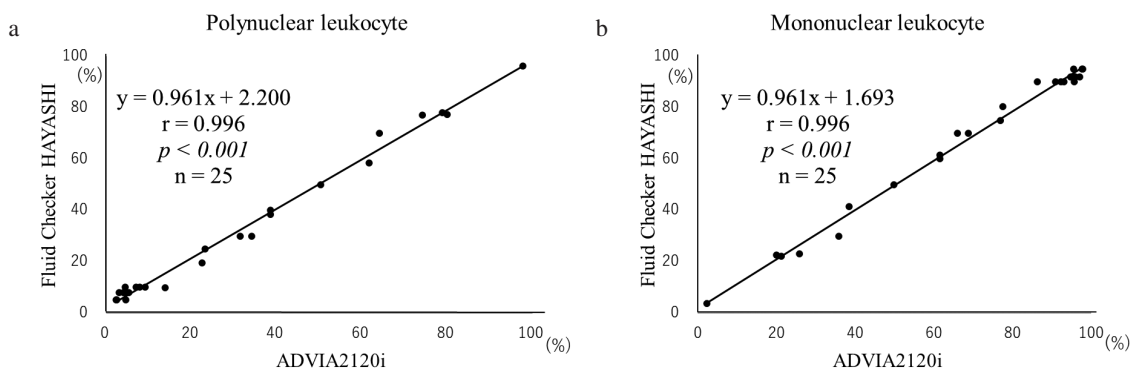 a
Polynuclear leukocyte
Fluid Checker HAYASHI
100
(%)
80
60
40
20
0
y = 0.961x + 2.200
r = 0.996
p < 0.001
n = 25
0 20 40 60 80 100
(%)
ADVIA2120i
b
Mononuclear leukocyte
Fluid Checker HAYASHI
100
(%)
80
60
40
20
0
y = 0.961x + 1.693
r = 0.996
p < 0.001
n = 25
0 20 40 60 80 100
(%)
ADVIA2120i